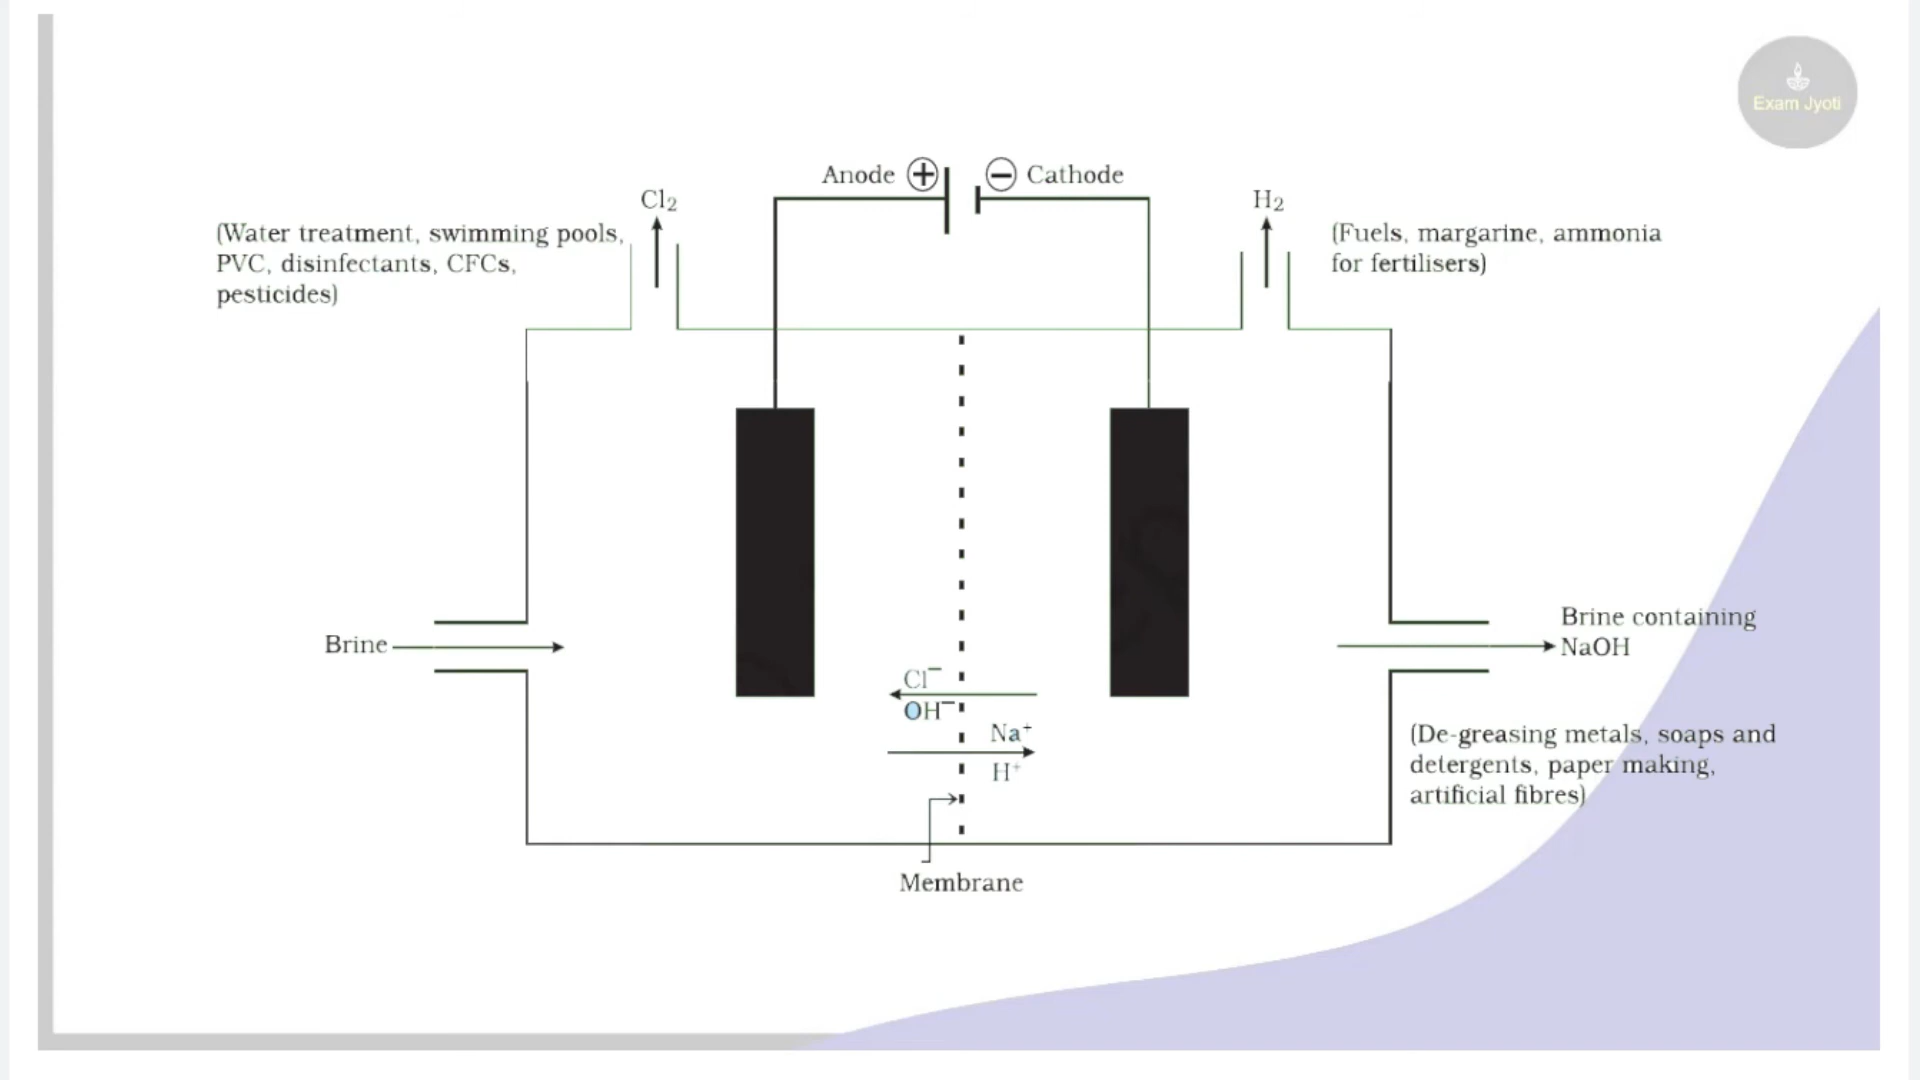 Exam Jyoti
Anode ⊕
⊖ Cathode
Cl₂
H₂
(Water treatment, swimming pools,
PVC, disinfectants, CFCs,
pesticides)
(Fuels, margarine, ammonia
for fertilisers)
Brine
Brine containing
NaOH
Cl⁻
OH⁻
Na⁺
H⁺
(De-greasing metals, soaps and
detergents, paper making,
artificial fibres)
Membrane